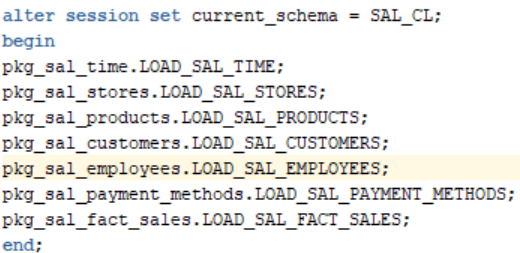 alter session set current_schema = SAL_CL;
begin
pkg_sal_time.LOAD_SAL_TIME;
pkg_sal_stores.LOAD_SAL_STORES;
pkg_sal_products.LOAD_SAL_PRODUCTS;
pkg_sal_customers.LOAD_SAL_CUSTOMERS;
pkg_sal_employees.LOAD_SAL_EMPLOYEES;
pkg_sal_payment_methods.LOAD_SAL_PAYMENT_METHODS;
pkg_sal_fact_sales.LOAD_SAL_FACT_SALES;
end;